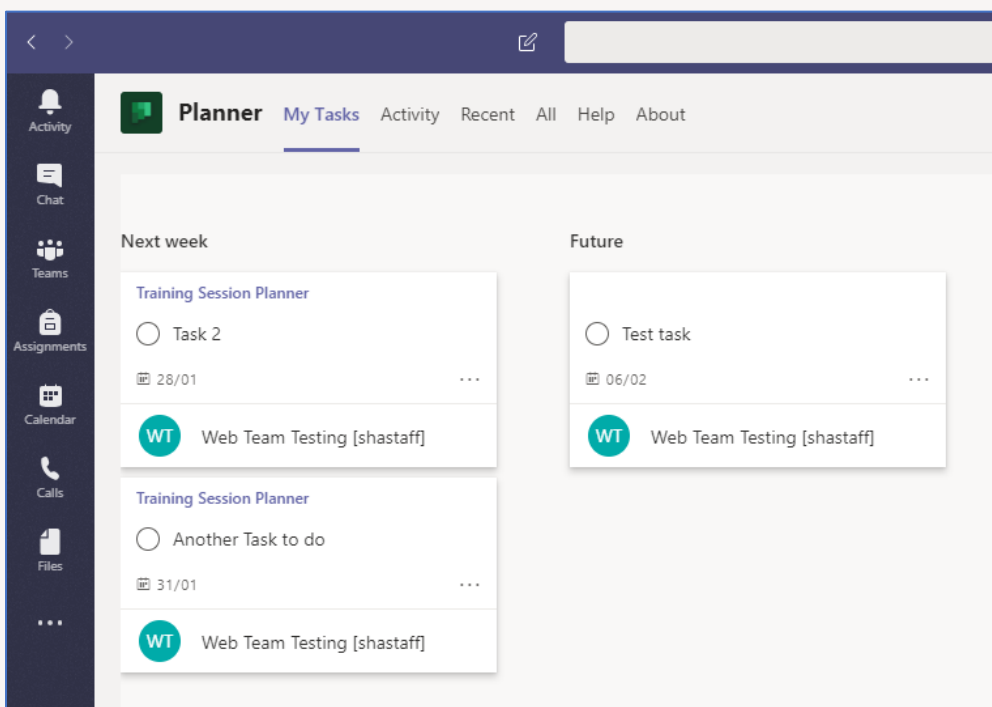 Planner My Tasks Activity Recent All Help About
Activity
Chat
Teams
Assignments
Calendar
Calls
Files
Next week
Training Session Planner
Task 2
28/01
WT Web Team Testing [shastaff]
Training Session Planner
Another Task to do
31/01
WT Web Team Testing [shastaff]
Future
Test task
06/02
WT Web Team Testing [shastaff]